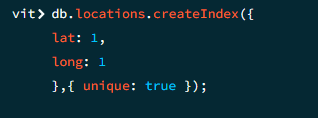 vit> db.locations.createIndex({
lat: 1,
long: 1
},{ unique: true });